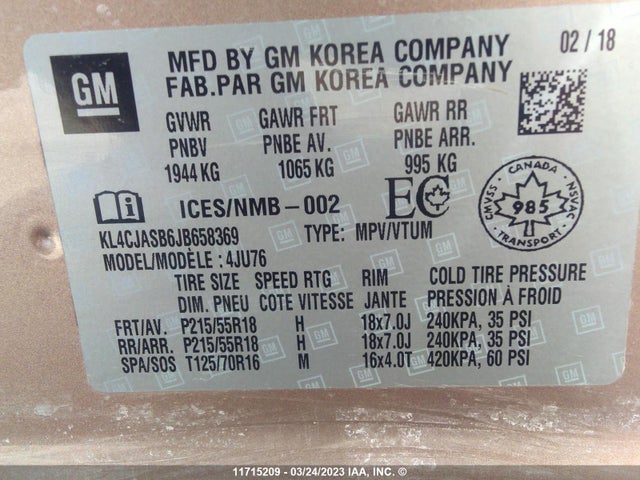 GM
MFD BY GM KOREA COMPANY 02 / 18
FAB.PAR GM KOREA COMPANY
GVWR GAWR FRT GAWR RR
PNBV PNBE AV. PNBE ARR.
1944 KG 1065 KG 995 KG
ICES/NMB-002 EC
CMVSS - CANADA - NSVAC
985
TRANSPORT
KL4CJASB6JB658369 TYPE: MPV/VTUM
MODEL/MODÈLE : 4JU76
TIRE SIZE SPEED RTG RIM COLD TIRE PRESSURE
DIM. PNEU COTE VITESSE JANTE PRESSION À FROID
FRT/AV. P215/55R18 H 18x7.0J 240KPA, 35 PSI
RR/ARR. P215/55R18 H 18x7.0J 240KPA, 35 PSI
SPA/SOS T125/70R16 M 16x4.0T 420KPA, 60 PSI
11715209 - 03/24/2023 - IAA, Inc. ©